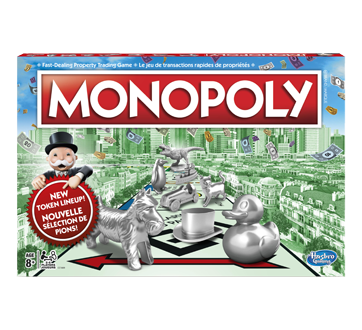 Fast-Dealing Property Trading Game • Le jeu de transactions rapides de propriétés
MONOPOLY
NEW
TOKEN LINEUP!
NOUVELLE
SÉLECTION DE
PIONS!
AGE
8+
Hasbro
Gaming